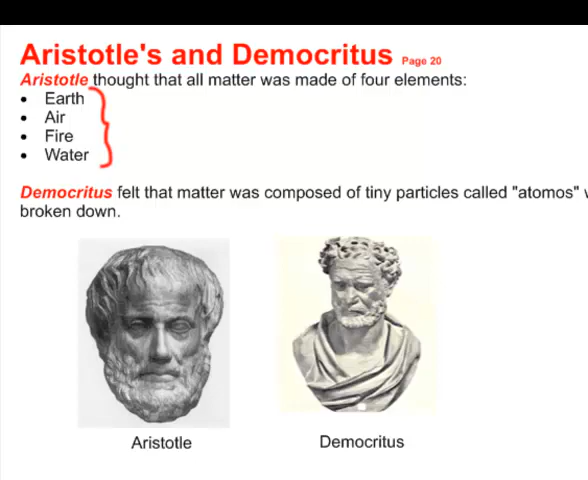 Aristotle's and Democritus Page 20
Aristotle thought that all matter was made of four elements:
• Earth
• Air
• Fire
• Water
Democritus felt that matter was composed of tiny particles called "atomos"
broken down.
Aristotle
Democritus